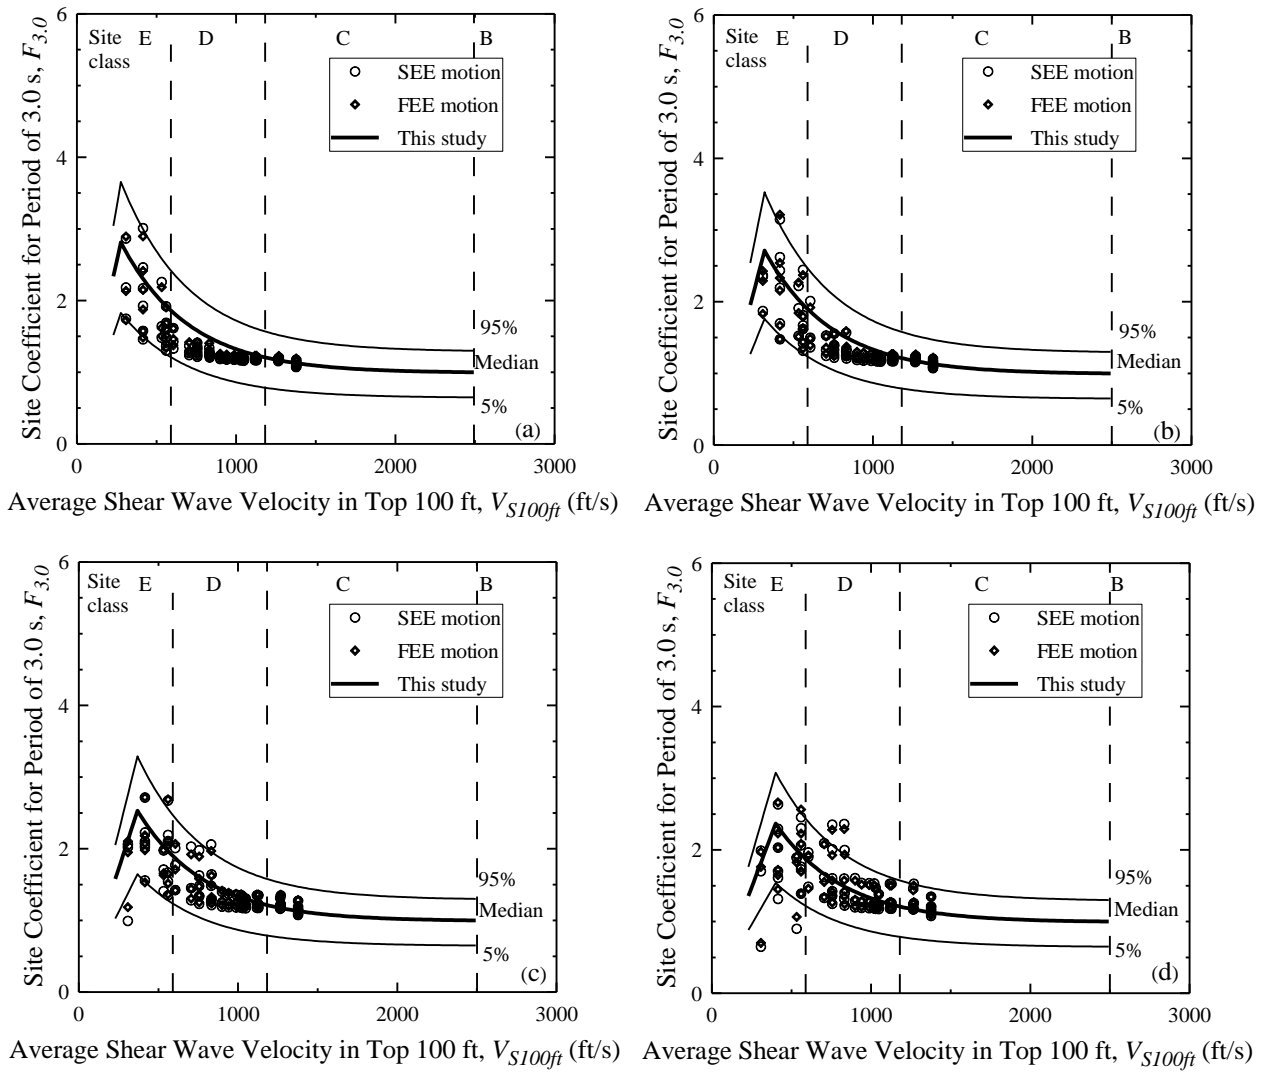 Site Coefficient for Period of 3.0 s, F3.0
6
4
2
0
Site class
E
D
C
B
SEE motion
FEE motion
This study
95%
Median
5%
(a)
0 1000 2000 3000
Average Shear Wave Velocity in Top 100 ft, VS100ft (ft/s)
Site Coefficient for Period of 3.0 s, F3.0
6
4
2
0
Site class
E
D
C
B
SEE motion
FEE motion
This study
95%
Median
5%
(b)
0 1000 2000 3000
Average Shear Wave Velocity in Top 100 ft, VS100ft (ft/s)
Site Coefficient for Period of 3.0 s, F3.0
6
4
2
0
Site class
E
D
C
B
SEE motion
FEE motion
This study
95%
Median
5%
(c)
0 1000 2000 3000
Average Shear Wave Velocity in Top 100 ft, VS100ft (ft/s)
Site Coefficient for Period of 3.0 s, F3.0
6
4
2
0
Site class
E
D
C
B
SEE motion
FEE motion
This study
95%
Median
5%
(d)
0 1000 2000 3000
Average Shear Wave Velocity in Top 100 ft, VS100ft (ft/s)